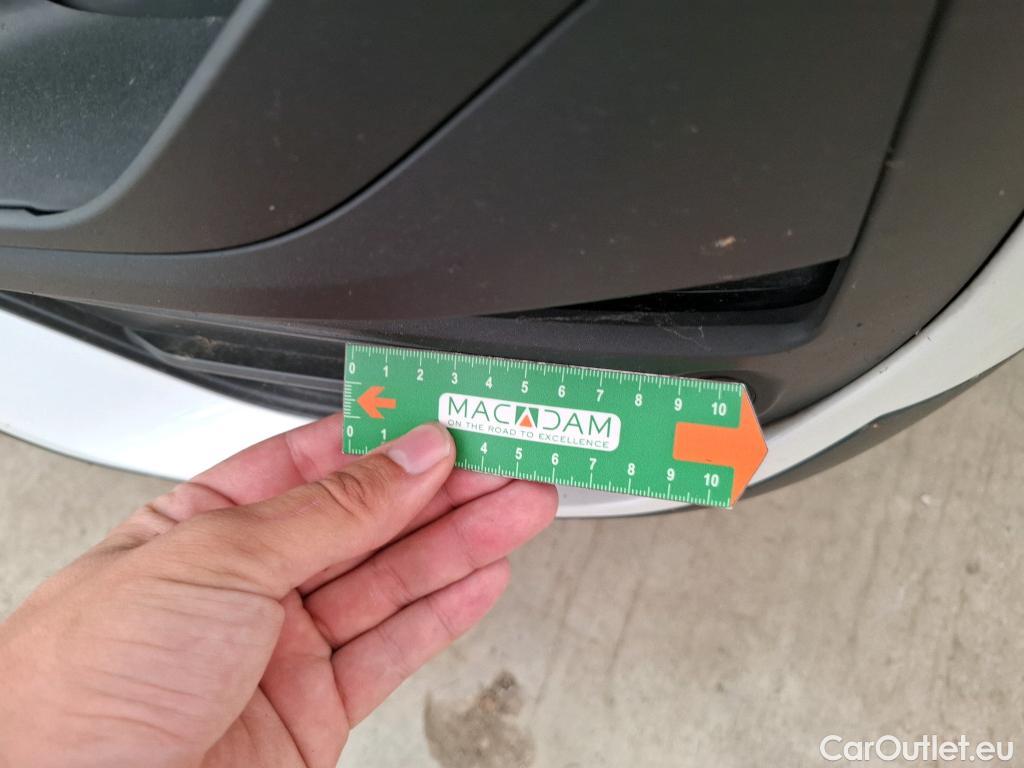 0 1 2 3 4 5 6 7 8 9 10
MACADAM
ON THE ROAD TO EXCELLENCE
0 1 4 5 6 7 8 9 10
CarOutlet.eu